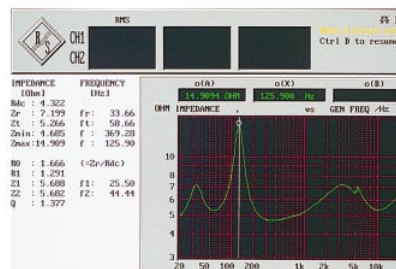 RMS
R
S
CH1
CH2
Ctrl D to resum
IMPEDANCE FREQUENCY
[Ohm] [Hz]
Rdc : 4.322
Zr : 7.199 fr: 33.66
Zt : 5.266 ft: 58.66
Zmin: 4.685 f : 369.28
Zmax:14.909 f : 125.90
R0 : 1.666 (=Zr/Rdc)
R1 : 1.291
Z1 : 5.688 f1: 25.50
Z2 : 5.682 f2: 44.44
Q : 1.377
o(A) o(X) o(B)
14.9094 OHM 125.900 Hz
OHM IMPEDANCE vs GEN FREQ /Hz
10
8
7
6
5
4
3
20 50 100 200 1k 2k 5k 10k